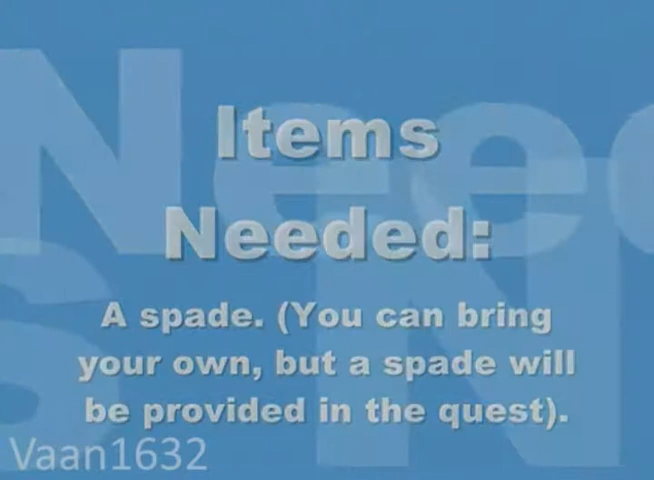 Items
Needed:
A spade. (You can bring
your own, but a spade will
be provided in the quest).
Vaan1632